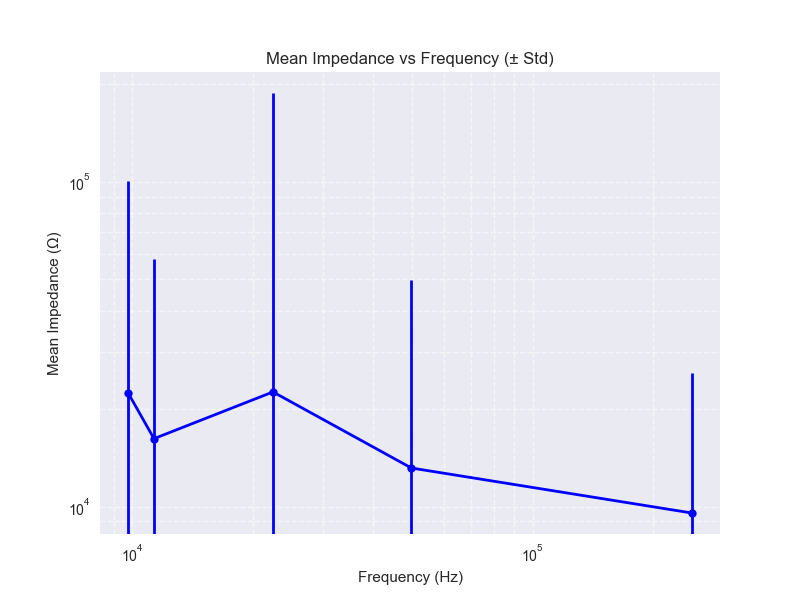 Mean Impedance vs Frequency (± Std)
Mean Impedance (Ω)
10^5
10^4
10^4
10^5
Frequency (Hz)